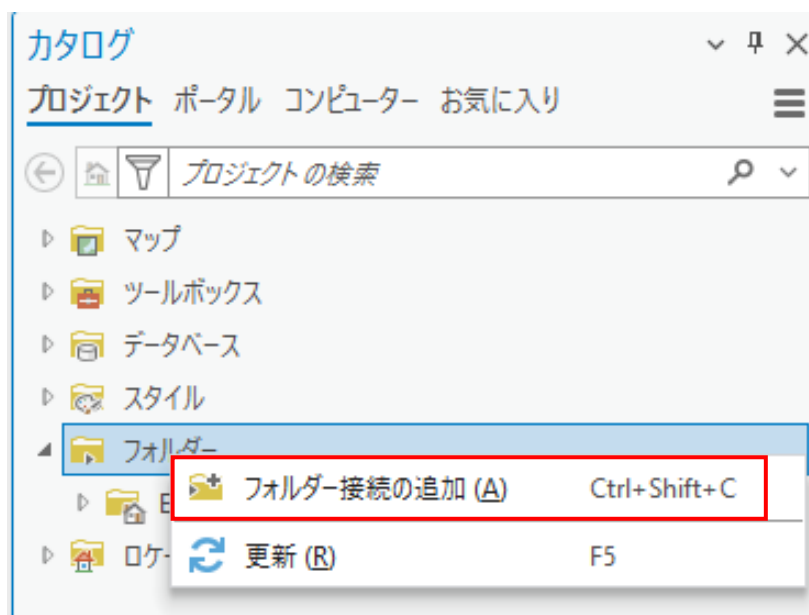 カタログ
プロジェクト ポータル コンピューター お気に入り
プロジェクトの検索
マップ
ツールボックス
データベース
スタイル
フォルダー
フォルダー接続の追加 (A) Ctrl+Shift+C
更新 (R) F5